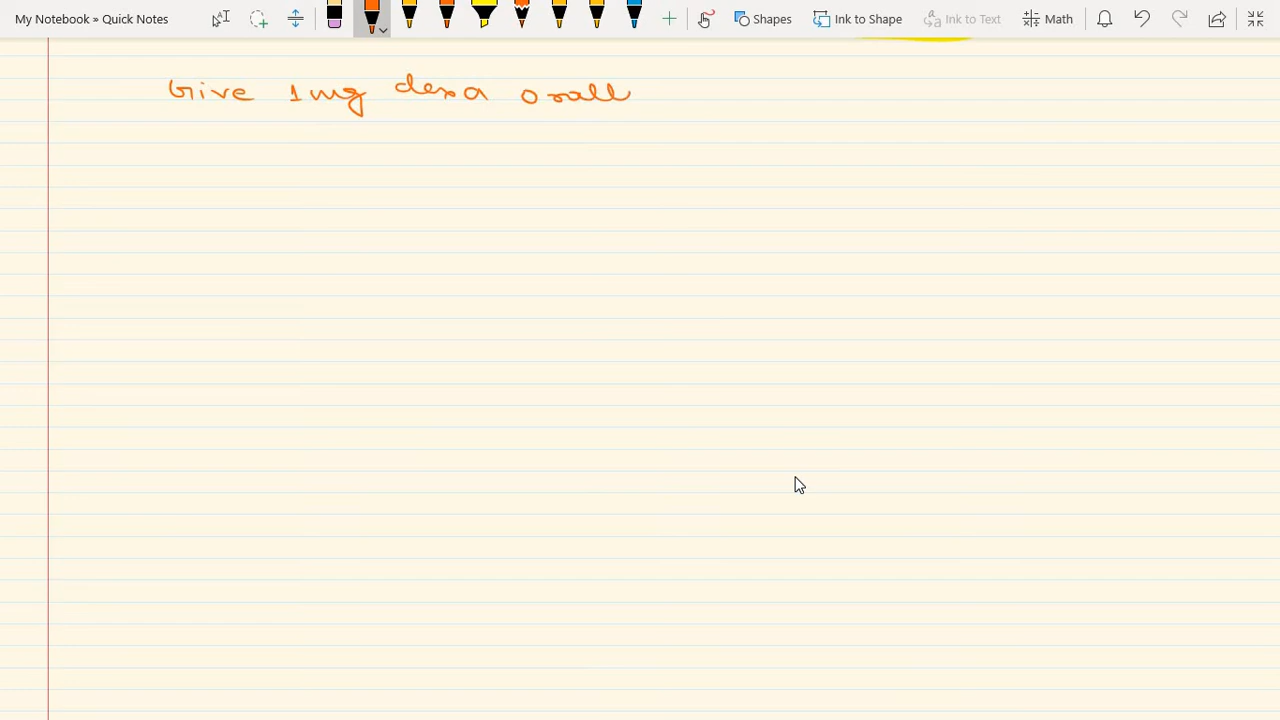 My Notebook » Quick Notes Shapes Ink to Shape Ink to Text Math
Give 1mg dexa orall